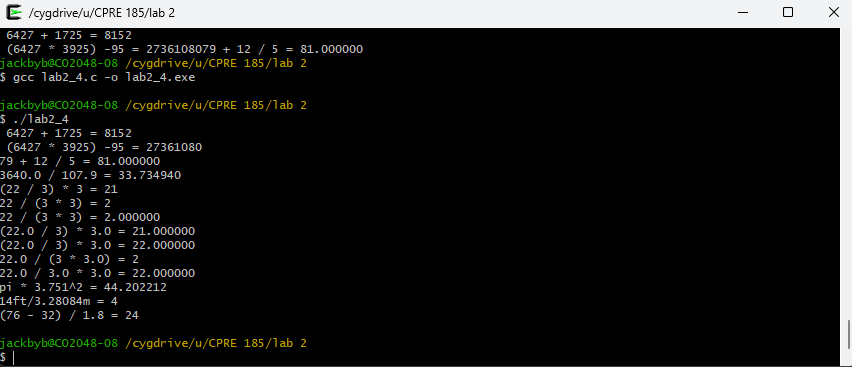 /cygdrive/u/CPRE 185/lab 2
6427 + 1725 = 8152
(6427 * 3925) -95 = 2736108079 + 12 / 5 = 81.000000
jackbyb@CO2048-08 /cygdrive/u/CPRE 185/lab 2
$ gcc lab2_4.c -o lab2_4.exe
jackbyb@CO2048-08 /cygdrive/u/CPRE 185/lab 2
$ ./lab2_4
6427 + 1725 = 8152
(6427 * 3925) -95 = 27361080
79 + 12 / 5 = 81.000000
3640.0 / 107.9 = 33.734940
(22 / 3) * 3 = 21
22 / (3 * 3) = 2
22 / (3 * 3) = 2.000000
(22.0 / 3) * 3.0 = 21.000000
(22.0 / 3) * 3.0 = 22.000000
22.0 / (3 * 3.0) = 2
22.0 / 3.0 * 3.0 = 22.000000
pi * 3.751^2 = 44.202212
14ft/3.28084m = 4
(76 - 32) / 1.8 = 24
jackbyb@CO2048-08 /cygdrive/u/CPRE 185/lab 2
$